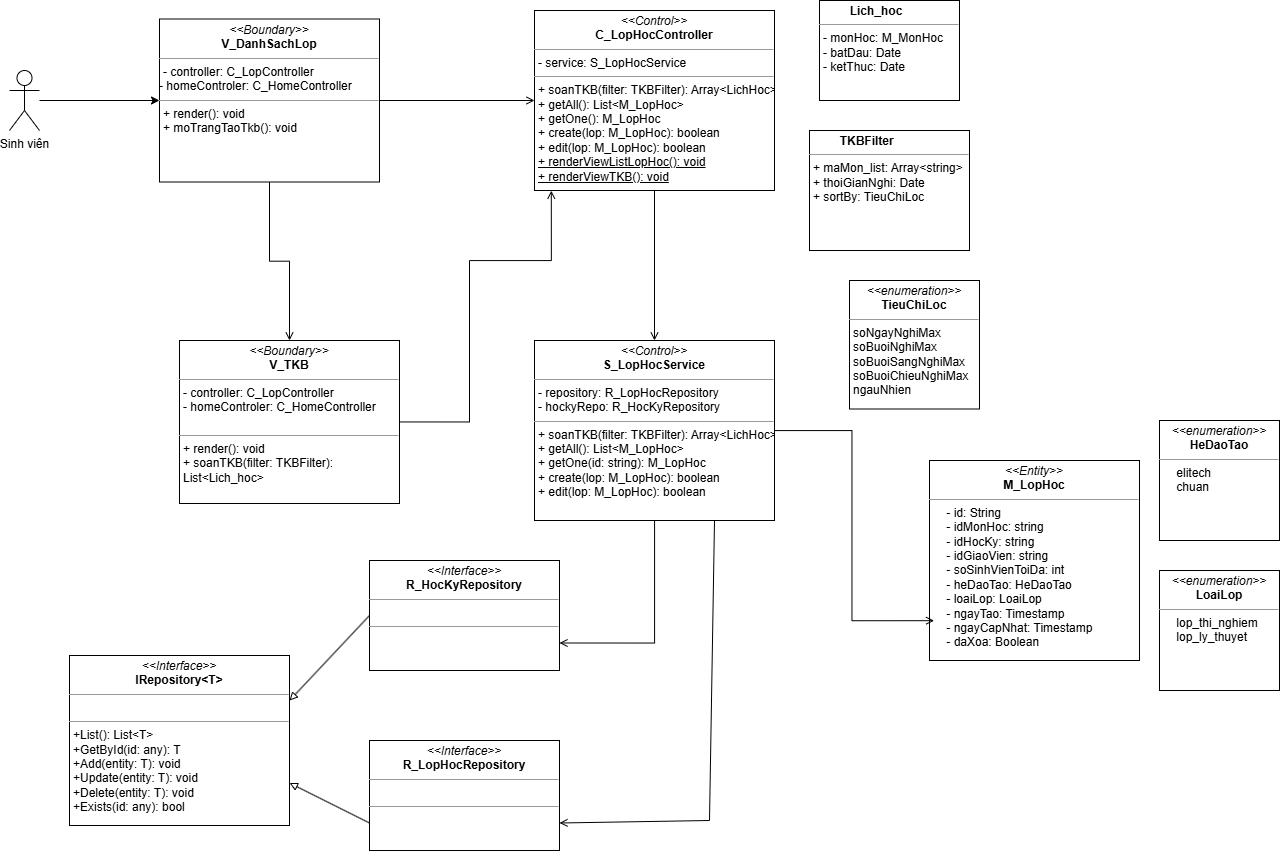 Sinh viên
<<Boundary>>
V_DanhSachLop
- controller: C_LopController
- homeControler: C_HomeController
+ render(): void
+ moTrangTaoTkb(): void
<<Control>>
C_LopHocController
- service: S_LopHocService
+ soanTKB(filter: TKBFilter): Array<LichHoc>
+ getAll(): List<M_LopHoc>
+ getOne(): M_LopHoc
+ create(lop: M_LopHoc): boolean
+ edit(lop: M_LopHoc): boolean
+ renderViewListLopHoc(): void
+ renderViewTKB(): void
Lich_hoc
- monHoc: M_MonHoc
- batDau: Date
- ketThuc: Date
TKBFilter
+ maMon_list: Array<string>
+ thoiGianNghi: Date
+ sortBy: TieuChiLoc
<<enumeration>>
TieuChiLoc
soNgayNghiMax
soBuoiNghiMax
soBuoiSangNghiMax
soBuoiChieuNghiMax
ngauNhien
<<Boundary>>
V_TKB
- controller: C_LopController
- homeControler: C_HomeController
+ render(): void
+ soanTKB(filter: TKBFilter):
List<Lich_hoc>
<<Control>>
S_LopHocService
- repository: R_LopHocRepository
- hockyRepo: R_HocKyRepository
+ soanTKB(filter: TKBFilter): Array<LichHoc>
+ getAll(): List<M_LopHoc>
+ getOne(id: string): M_LopHoc
+ create(lop: M_LopHoc): boolean
+ edit(lop: M_LopHoc): boolean
<<Entity>>
M_LopHoc
- id: String
- idMonHoc: string
- idHocKy: string
- idGiaoVien: string
- soSinhVienToiDa: int
- heDaoTao: HeDaoTao
- loaiLop: LoaiLop
- ngayTao: Timestamp
- ngayCapNhat: Timestamp
- daXoa: Boolean
<<enumeration>>
HeDaoTao
elitech
chuan
<<enumeration>>
LoaiLop
lop_thi_nghiem
lop_ly_thuyet
<<Interface>>
R_HocKyRepository
<<Interface>>
IRepository<T>
+List(): List<T>
+GetById(id: any): T
+Add(entity: T): void
+Update(entity: T): void
+Delete(entity: T): void
+Exists(id: any): bool
<<Interface>>
R_LopHocRepository